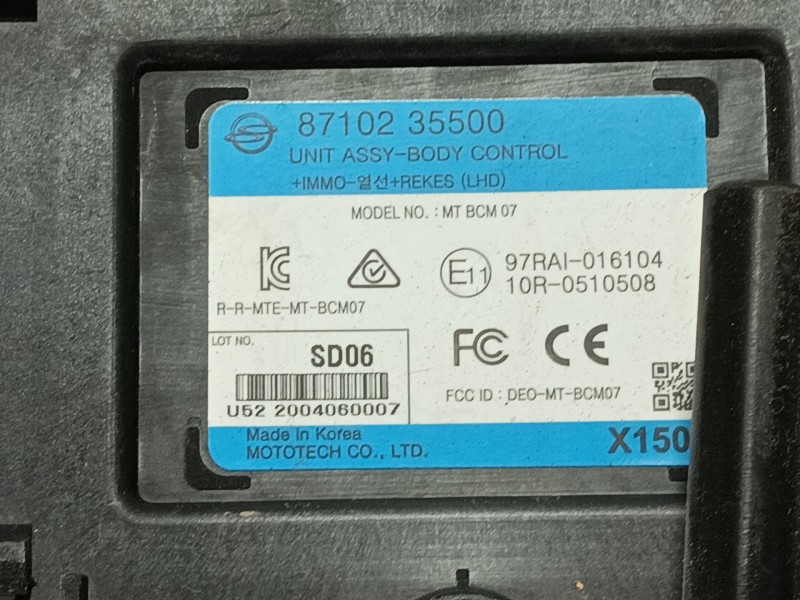 87102 35500
UNIT ASSY-BODY CONTROL
+IMMO-열선+REKES (LHD)
MODEL NO. : MT BCM 07
R-R-MTE-MT-BCM07
E11
97RAI-016104
10R-0510508
LOT NO.
SD06
U52 2004060007
FC CE
FCC ID : DEO-MT-BCM07
Made in Korea
MOTOTECH CO., LTD.
X150